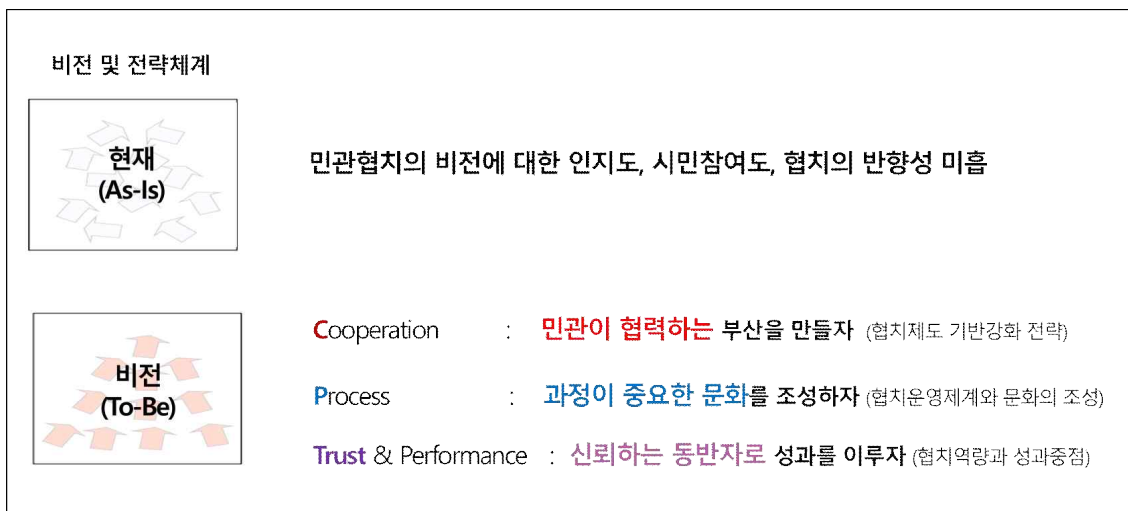 비전 및 전략체계
현재
(As-Is)
민관협치의 비전에 대한 인지도, 시민참여도, 협치의 반향성 미흡
비전
(To-Be)
Cooperation : 민관이 협력하는 부산을 만들자 (협치제도 기반강화 전략)
Process : 과정이 중요한 문화를 조성하자 (협치운영제계와 문화의 조성)
Trust & Performance : 신뢰하는 동반자로 성과를 이루자 (협치역량과 성과중점)